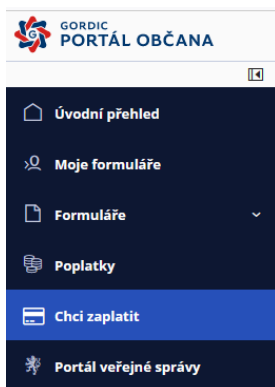 GORDIC
PORTÁL OBČANA
Úvodní přehled
Moje formuláře
Formuláře
Poplatky
Chci zaplatit
Portál veřejné správy